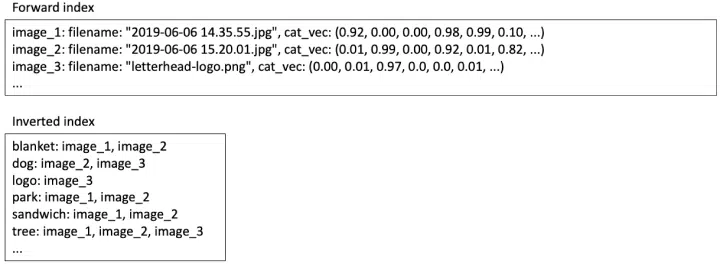 Forward index
image_1: filename: "2019-06-06 14.35.55.jpg", cat_vec: (0.92, 0.00, 0.00, 0.98, 0.99, 0.10, ...)
image_2: filename: "2019-06-06 15.20.01.jpg", cat_vec: (0.01, 0.99, 0.00, 0.92, 0.01, 0.82, ...)
image_3: filename: "letterhead-logo.png", cat_vec: (0.00, 0.01, 0.97, 0.0, 0.0, 0.01, ...)
...
Inverted index
blanket: image_1, image_2
dog: image_2, image_3
logo: image_3
park: image_1, image_2
sandwich: image_1, image_2
tree: image_1, image_2, image_3
...